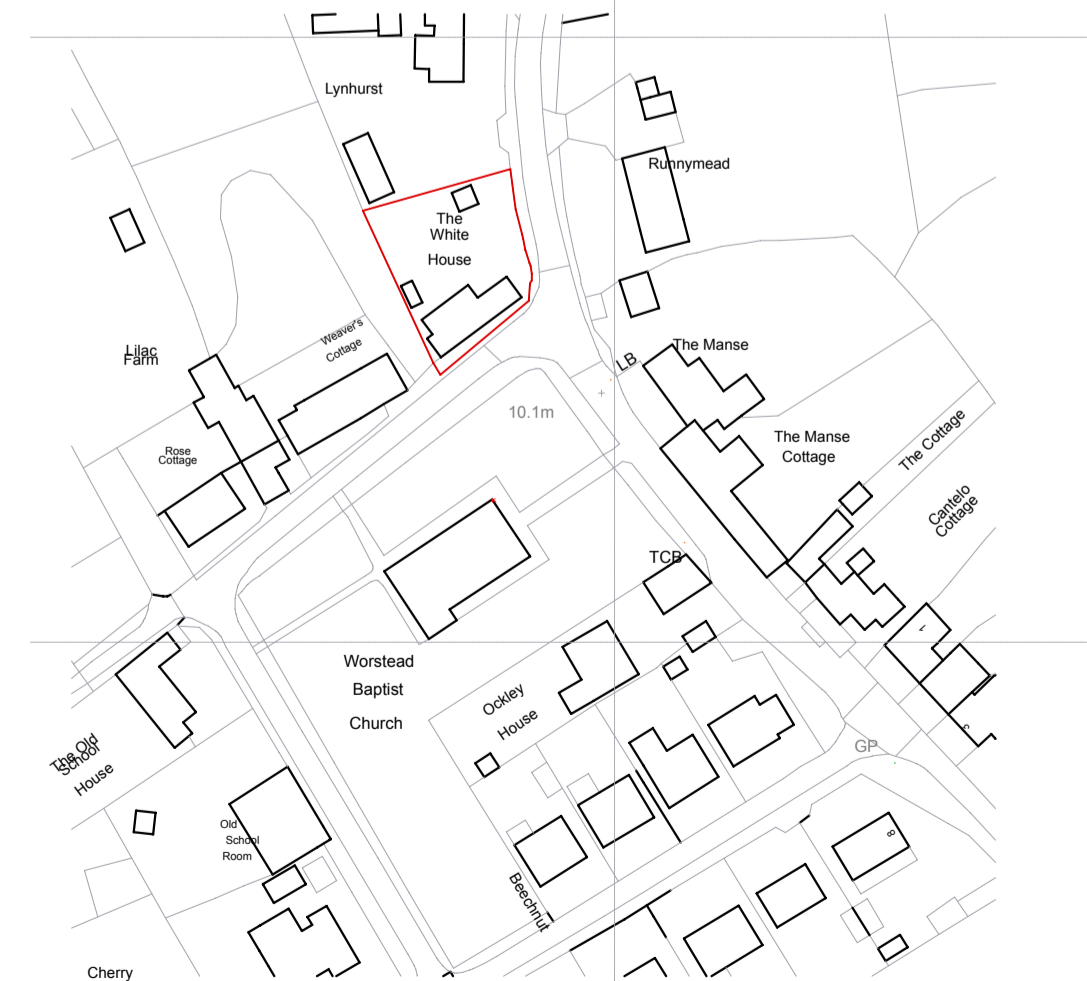 Lynhurst
Runnymead
The
White
House
Weaver's
Cottage
Lilac
Farm
LB
The Manse
10.1m
The Manse
Cottage
The Cottage
Cantelo
Cottage
Rose
Cottage
TCB
1
Worstead
Baptist
Church
Ockley
House
The Old
School
House
GP
Old
School
Room
8
Beechnut
Cherry